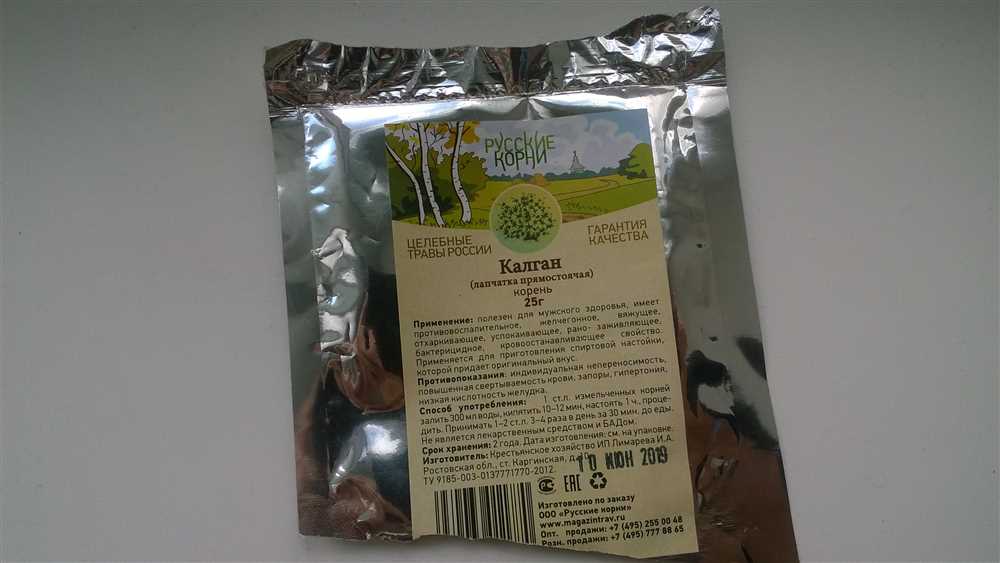 РУССКИЕ
КОРНИ
ЦЕЛЕБНЫЕ
ТРАВЫ РОССИИ
ГАРАНТИЯ
КАЧЕСТВА
Калган
(лапчатка прямостоячая)
корень
25г
Применение: полезен для мужского здоровья, имеет
противовоспалительное, желчегонное, вяжущее,
отхаркивающее, успокаивающее, рано- заживляющее,
бактерицидное, кровоостанавливающее свойство.
Применяется для приготовления спиртовой настойки,
которой придает оригинальный вкус.
Противопоказания: индивидуальная непереносимость,
повышенная свертываемость крови, запоры, гипертония,
низкая кислотность желудка.
Способ употребления: 1 ст.л. измельченных корней
залить 300 мл воды, кипятить 10-12 мин, настоять 1 ч., проце-
дить. Принимать 1-2 ст.л. 3-4 раза в день за 30 мин. до еды.
Не является лекарственным средством и БАДом.
Срок хранения: 2 года. Дата изготовления: см. на упаковке.
Изготовитель: Крестьянское хозяйство ИП Лимарева И.А.
Ростовская обл., ст. Каргинская, д.
10 ИЮН 2019
ТУ 9185-003-0137771770-2012.
РС EAC
Изготовлено по заказу
ООО «Русские корни»
www.magazintrav.ru
Опт. продажи: +7 (495) 255 00 48
Розн. продажи: +7 (495) 777 88 65